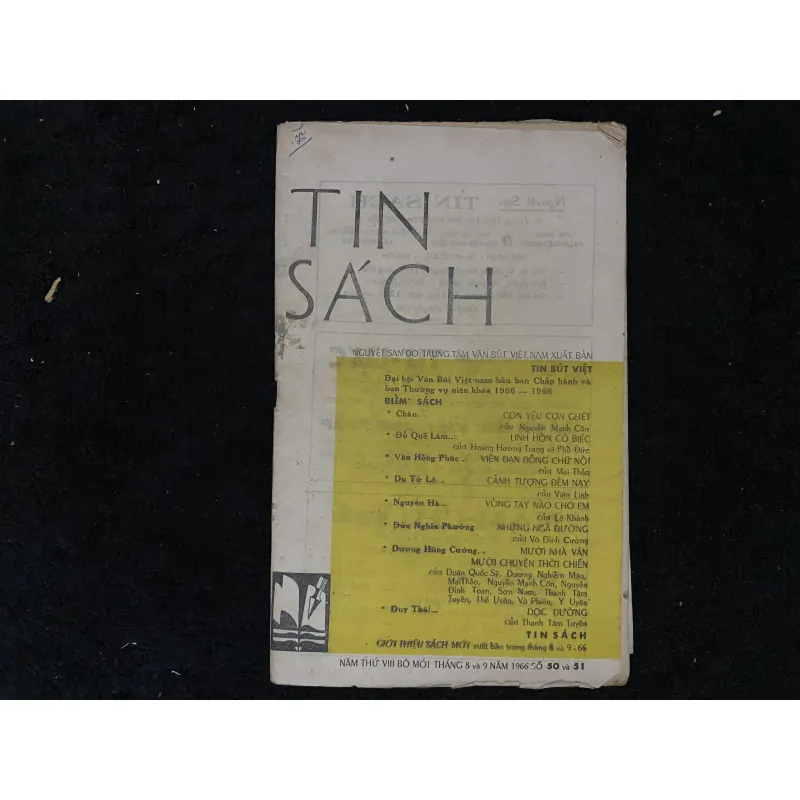 TIN
SÁCH
NGUYỆT SAN DO TRUNG TÂM VĂN BÚT VIỆT-NAM XUẤT BẢN
TIN BÚT VIỆT
Đại hội Văn Bút Việt-nam bầu ban Chấp hành và
ban Thường vụ niên khóa 1966 — 1968
ĐIỂM SÁCH
• Châu... CON YÊU CON GHÉT
của Nguyễn Mạnh Côn
• Đỗ Quế Lâm... LINH HỒN CÔ BIẾC
của Hoàng Hương Trang và Phổ Đức
• Văn Hồng Phúc... VIÊN ĐẠN ĐỒNG CHỮ NỔI
của Mai Thảo
• Du Tử Lê... CẢNH TƯỢNG ĐÊM NAY
của Viên Linh
• Nguyên Hà... VÒNG TAY NÀO CHO EM
của Lệ Khánh
• Đức Nghĩa Phương NHỮNG NGÃ ĐƯỜNG
của Võ Đình Cường
• Dương Hùng Cường... MƯỜI NHÀ VĂN
MƯỜI CHUYỆN THỜI CHIẾN
của Doãn Quốc Sỹ, Dương Nghiễm Mậu,
Mai Thảo, Nguyễn Mạnh Côn, Nguyễn
Đình Toàn, Sơn Nam, Thanh Tâm
Tuyền, Thế Uyên, Võ Phiến, Y Uyên
• Duy Thái... DỌC ĐƯỜNG
của Thanh Tâm Tuyền
TIN SÁCH
GIỚI THIỆU SÁCH MỚI xuất bản trong tháng 8 và 9 - 66
NĂM THỨ VIII BỘ MỚI THÁNG 8 và 9 NĂM 1966 SỐ 50 và 51